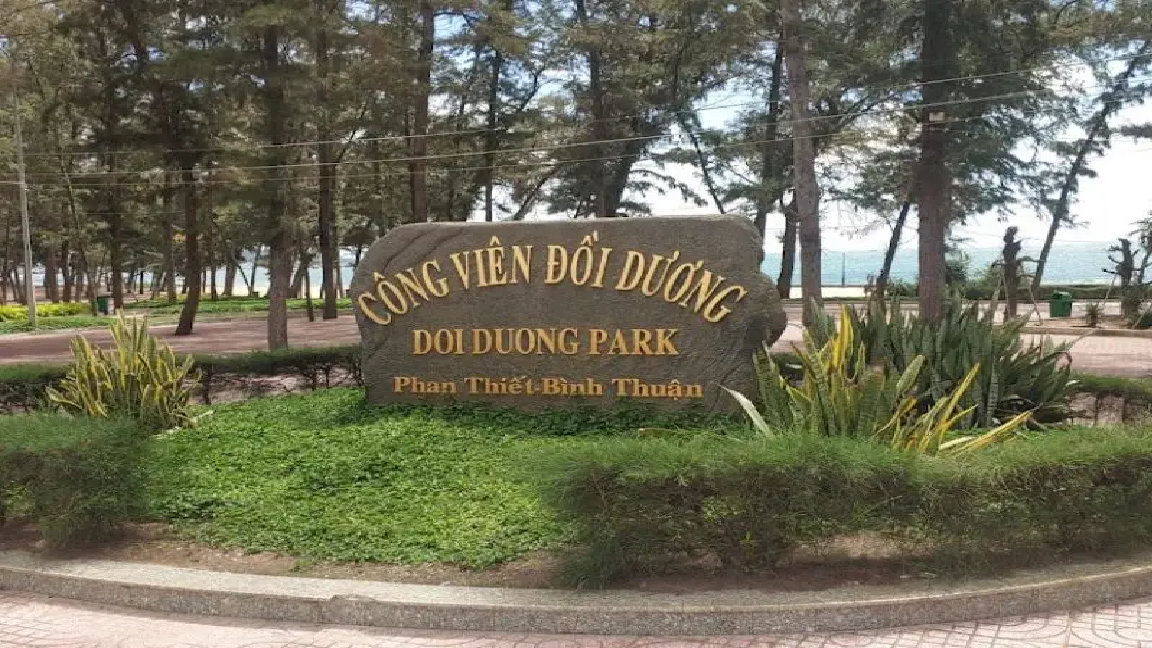 CÔNG VIÊN ĐỒI DƯƠNG
DOI DUONG PARK
Phan Thiết-Bình Thuận